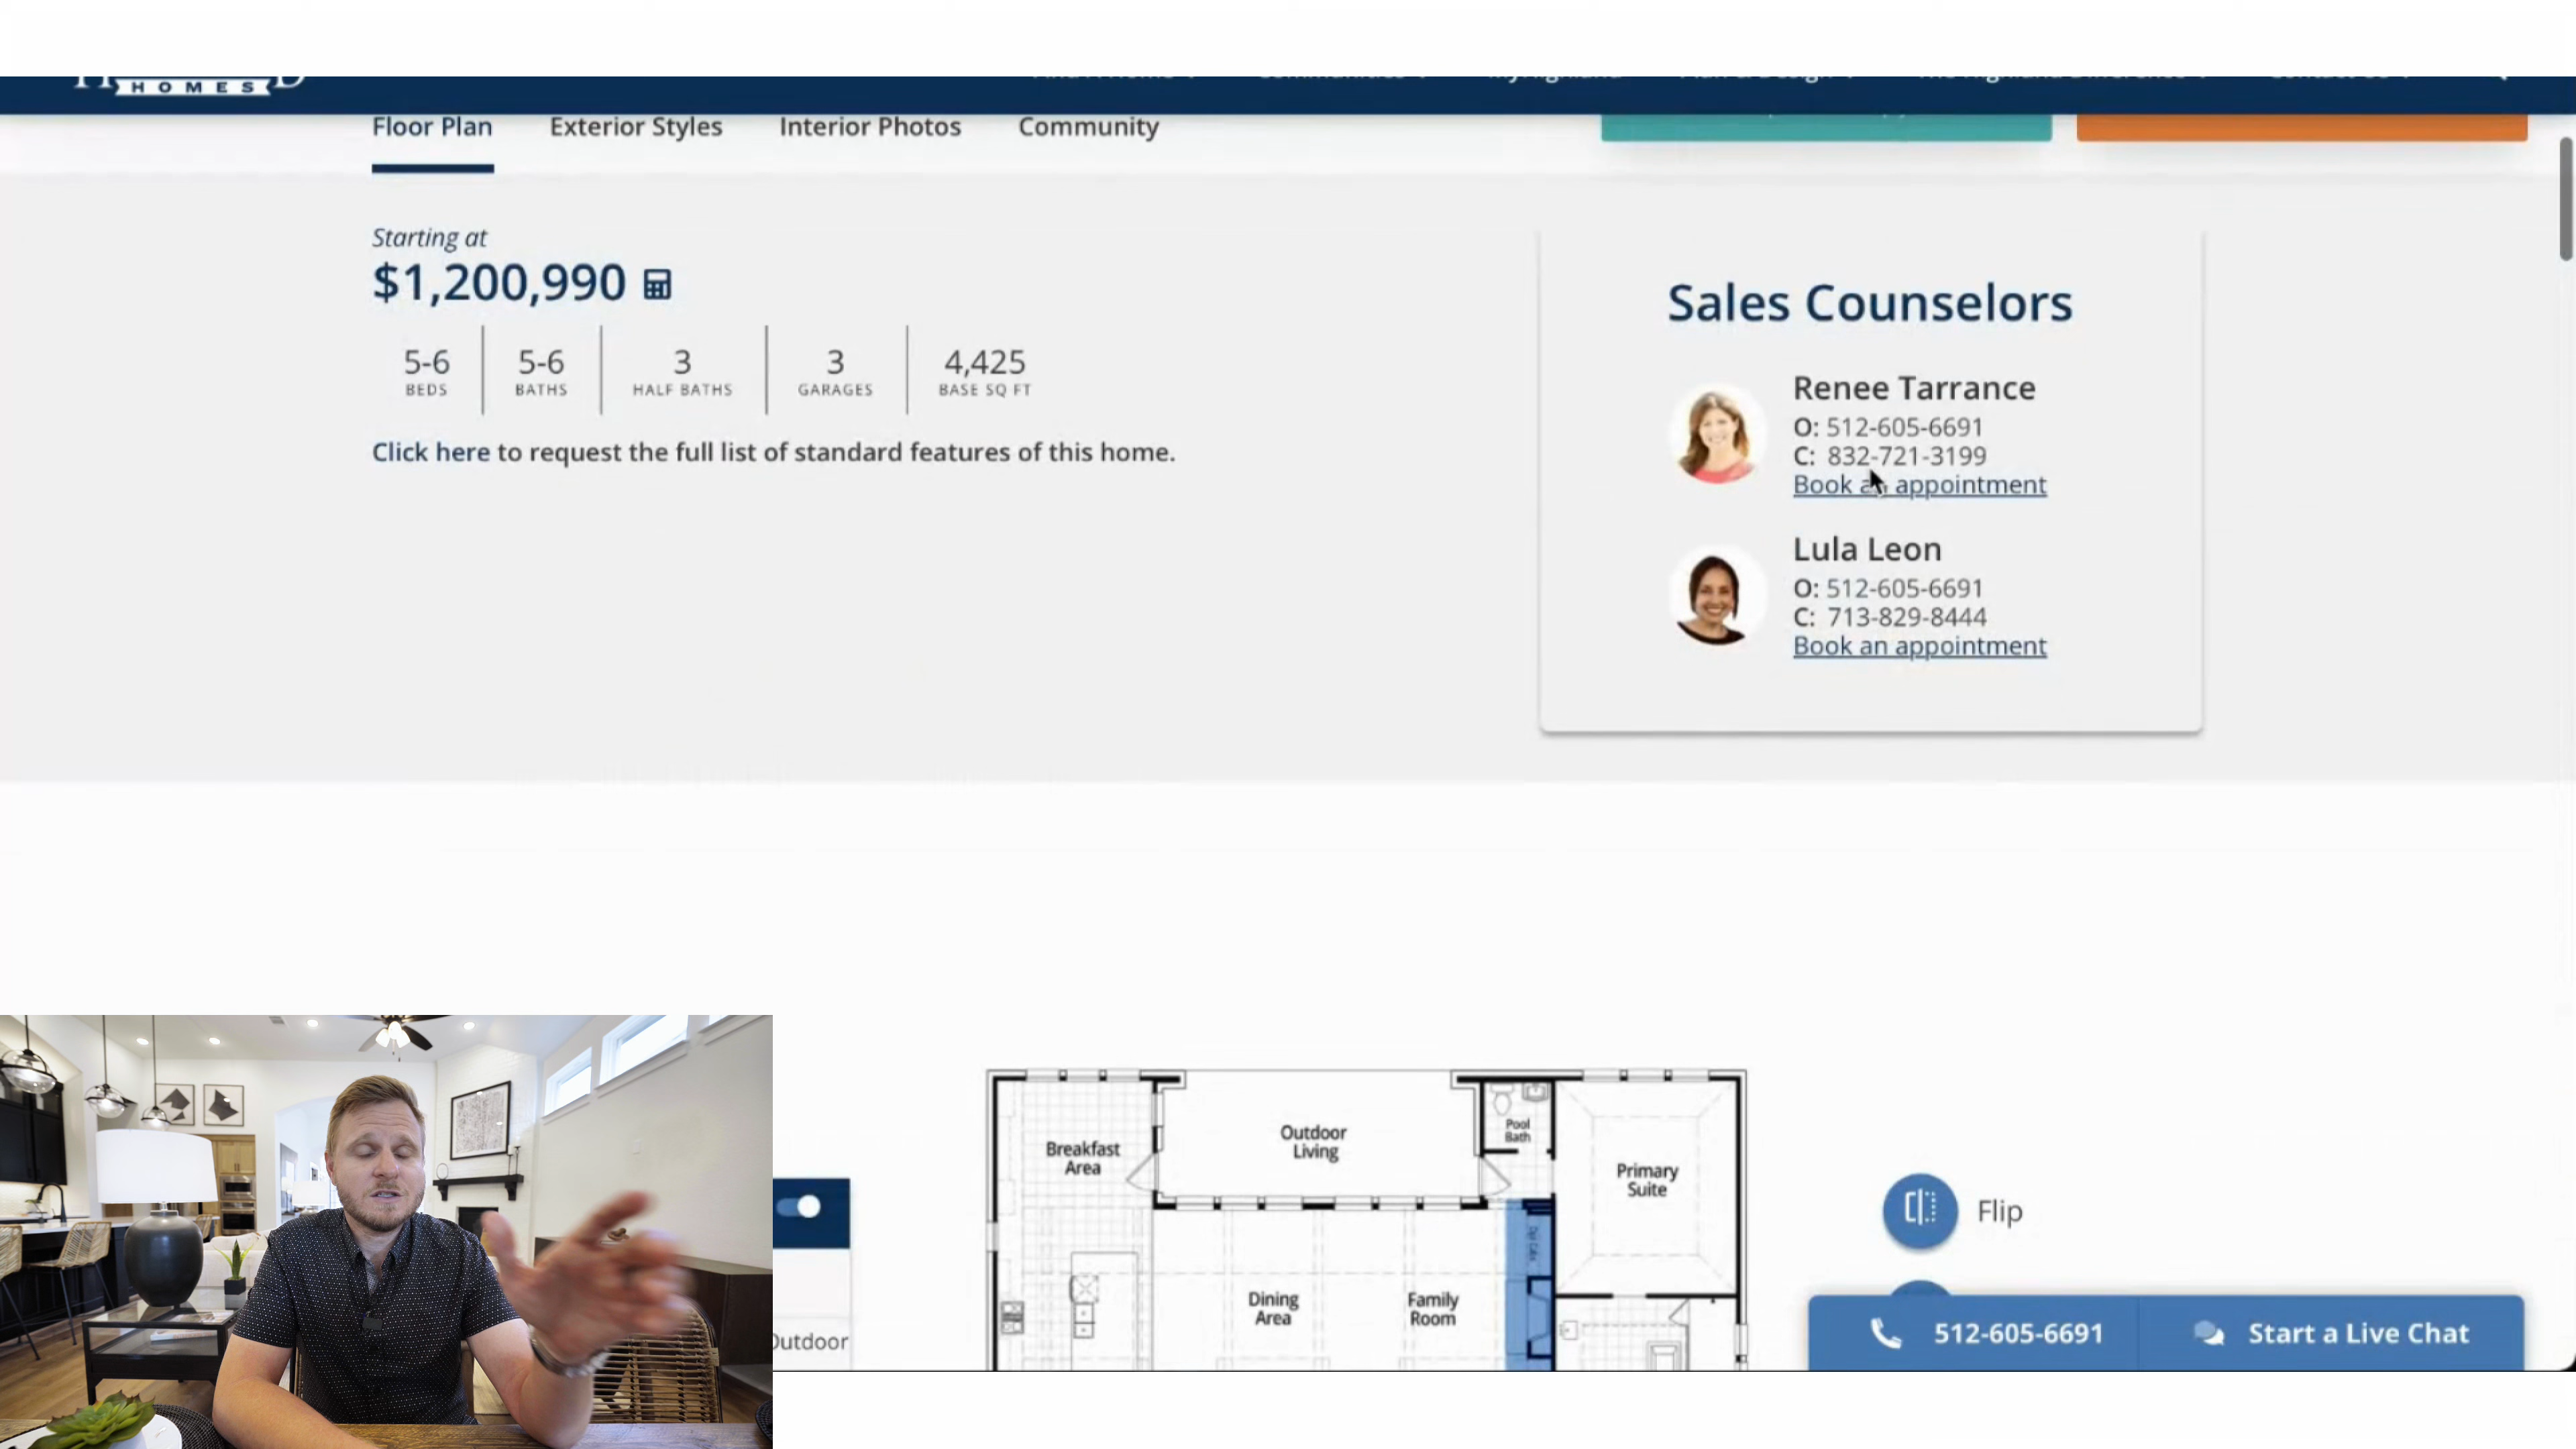 HOMES
Floor Plan
Exterior Styles
Interior Photos
Community
Starting at
$1,200,990
5-6
BEDS
5-6
BATHS
3
HALF BATHS
3
GARAGES
4,425
BASE SQ FT
Click here to request the full list of standard features of this home.
Sales Counselors
Renee Tarrance
O: 512-605-6691
C: 832-721-3199
Book an appointment
Lula Leon
O: 512-605-6691
C: 713-829-8444
Book an appointment
Breakfast
Area
Outdoor
Living
Pool
Bath
Primary
Suite
Dining
Area
Family
Room
Outdoor
Flip
512-605-6691
Start a Live Chat